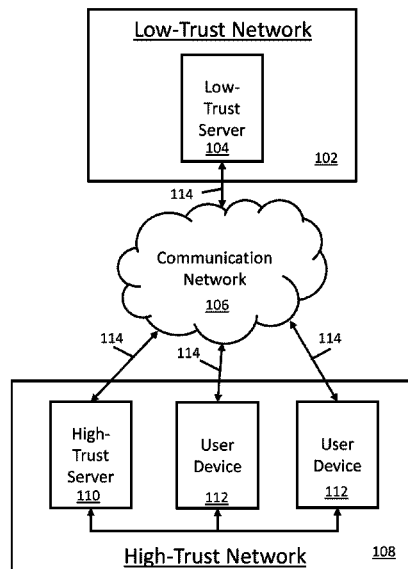 Low-Trust Network
Low-
Trust
Server
104
102
114
Communication
Network
106
114
114
114
High-
Trust
Server
110
User
Device
112
User
Device
112
108
High-Trust Network